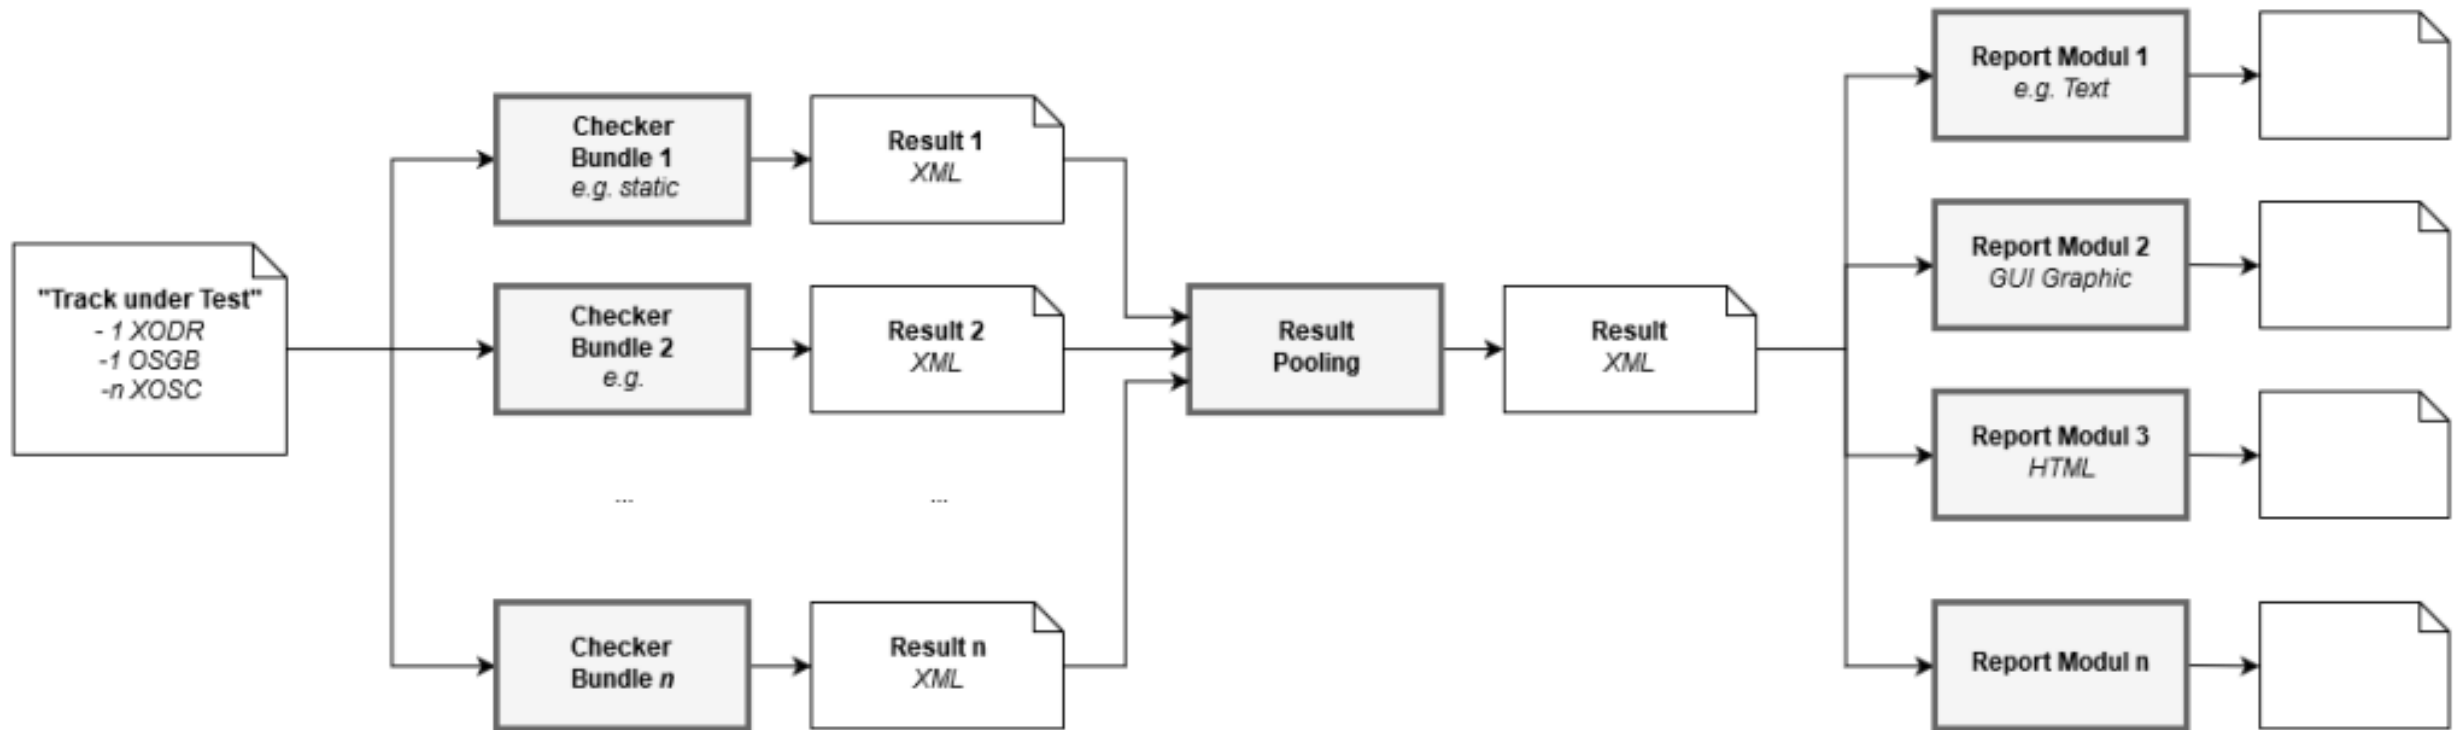 "Track under Test"
- 1 XODR
-1 OSGB
-n XOSC
Checker
Bundle 1
e.g. static
Result 1
XML
Checker
Bundle 2
e.g.
Result 2
XML
...
...
Checker
Bundle n
Result n
XML
Result
Pooling
Result
XML
Report Modul 1
e.g. Text
Report Modul 2
GUI Graphic
Report Modul 3
HTML
Report Modul n